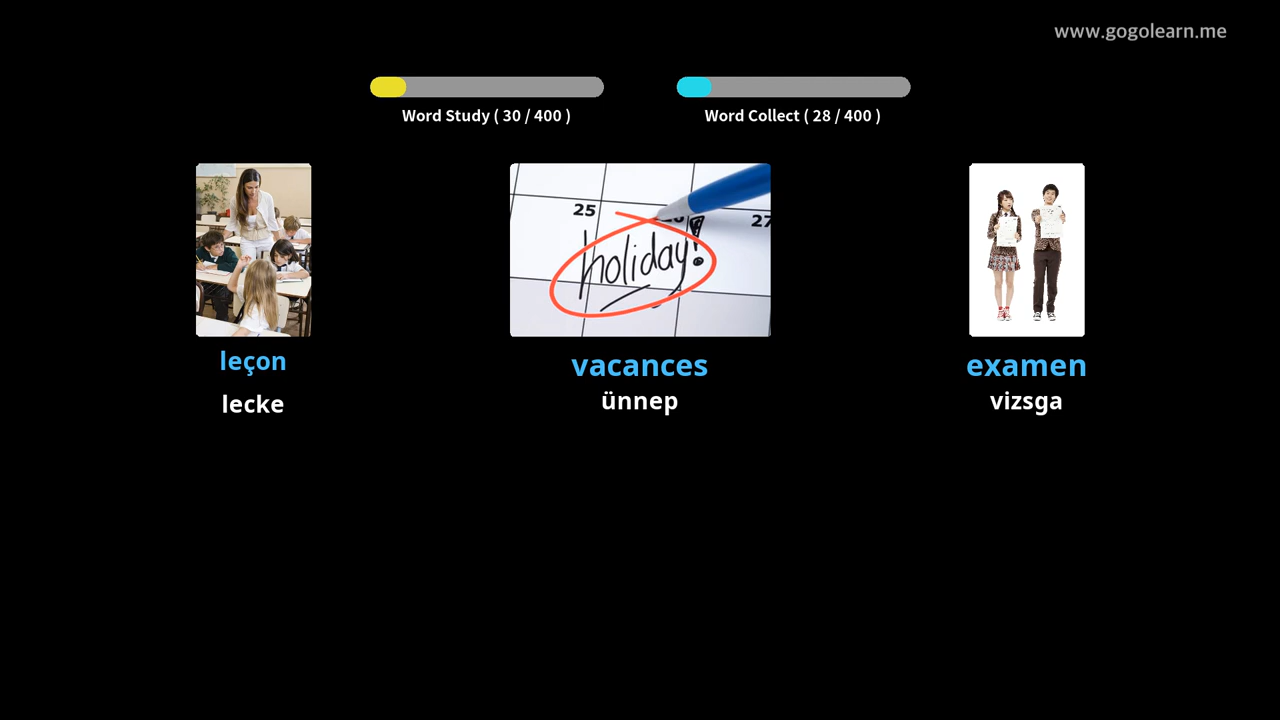 www.gogolearn.me
Word Study ( 30 / 400 )
Word Collect ( 28 / 400 )
25
27
holiday!
leçon
vacances
examen
lecke
ünnep
vizsga